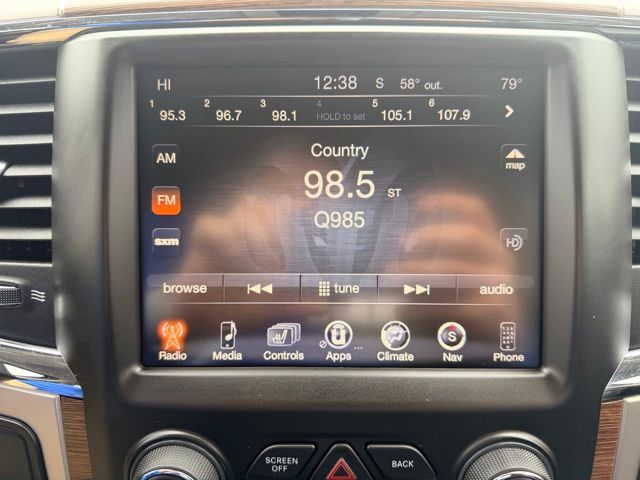 HI 12:38 S 58° out. 79°
1 95.3 2 96.7 3 98.1 4 HOLD to set 5 105.1 6 107.9
Country
AM map
98.5 ST
FM
Q985
sxm HD
browse tune audio
Radio Media Controls Apps ... Climate Nav Phone
S
SCREEN OFF BACK